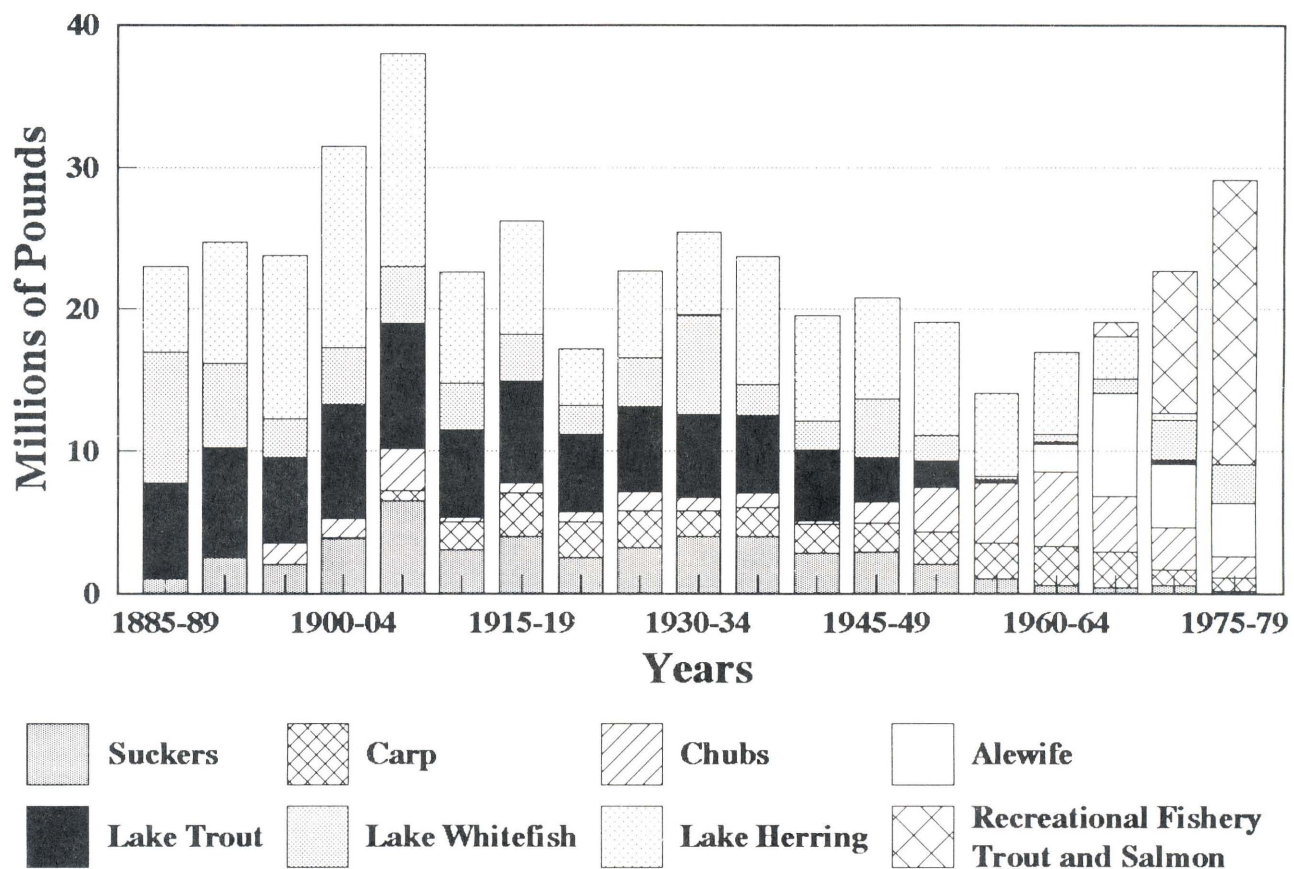 40
30
20
10
0
Millions of Pounds
1885-89 1900-04 1915-19 1930-34 1945-49 1960-64 1975-79
Years
Suckers Carp Chubs Alewife
Lake Trout Lake Whitefish Lake Herring Recreational Fishery
Trout and Salmon